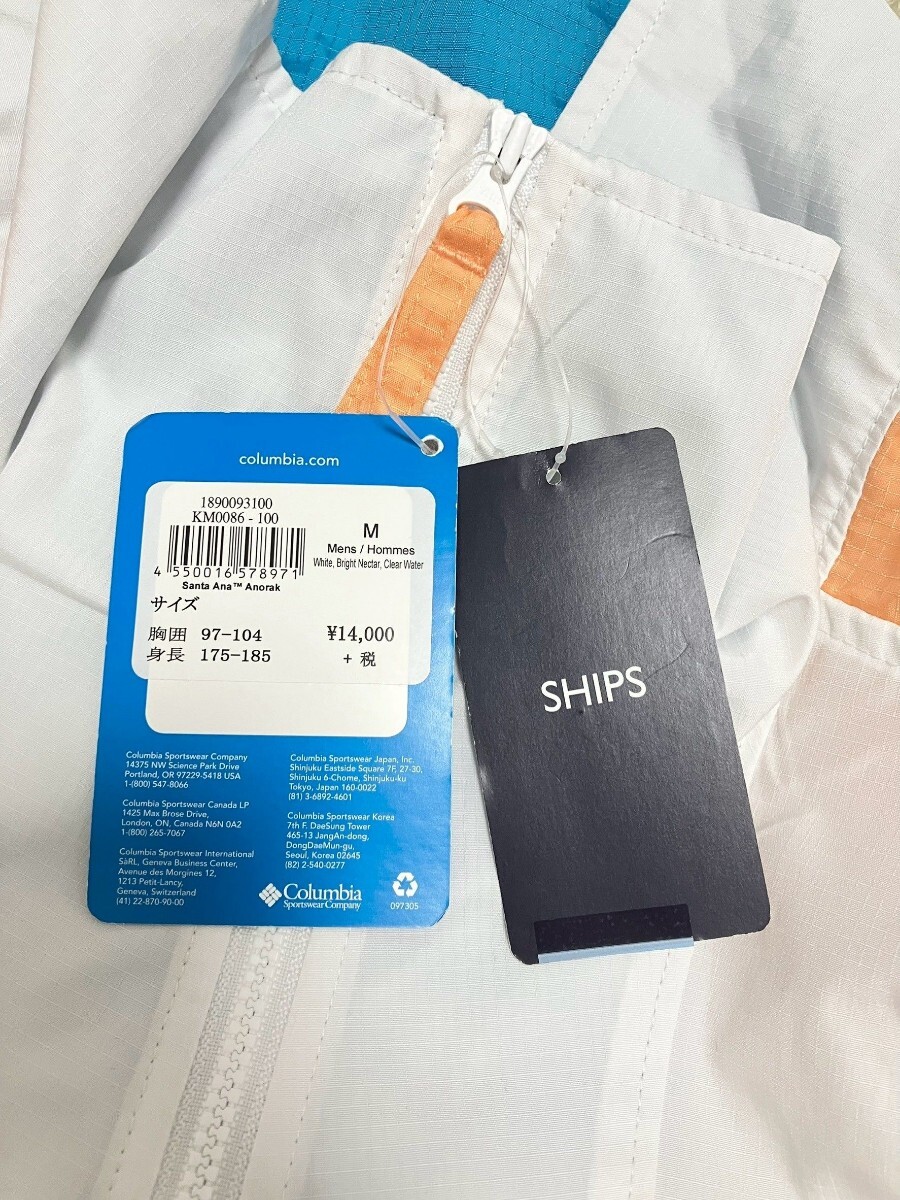 columbia.com
1890093100
KM0086 - 100
4 550016 578971
Santa Ana™ Anorak
M
Mens / Hommes
White, Bright Nectar, Clear Water
サイズ
胸囲 97-104
身長 175-185
¥14,000
+ 税
Columbia Sportswear Company
14375 NW Science Park Drive
Portland, OR 97229-5418 USA
1-(800) 547-8066
Columbia Sportswear Canada LP
1425 Max Brose Drive,
London, ON, Canada N6N 0A2
1-(800) 265-7067
Columbia Sportswear International
SàRL, Geneva Business Center,
Avenue des Morgines 12,
1213 Petit-Lancy,
Geneva, Switzerland
(41) 22-870-90-00
Columbia Sportswear Japan, Inc.
Shinjuku Eastside Square 7F, 27-30,
Shinjuku 6-Chome, Shinjuku-ku
Tokyo, Japan 160-0022
(81) 3-6892-4601
Columbia Sportswear Korea
7th F. DaeSung Tower
465-13 JangAn-dong,
DongDaeMun-gu,
Seoul, Korea 02645
(82) 2-540-0277
Columbia
Sportswear Company
097305
SHIPS